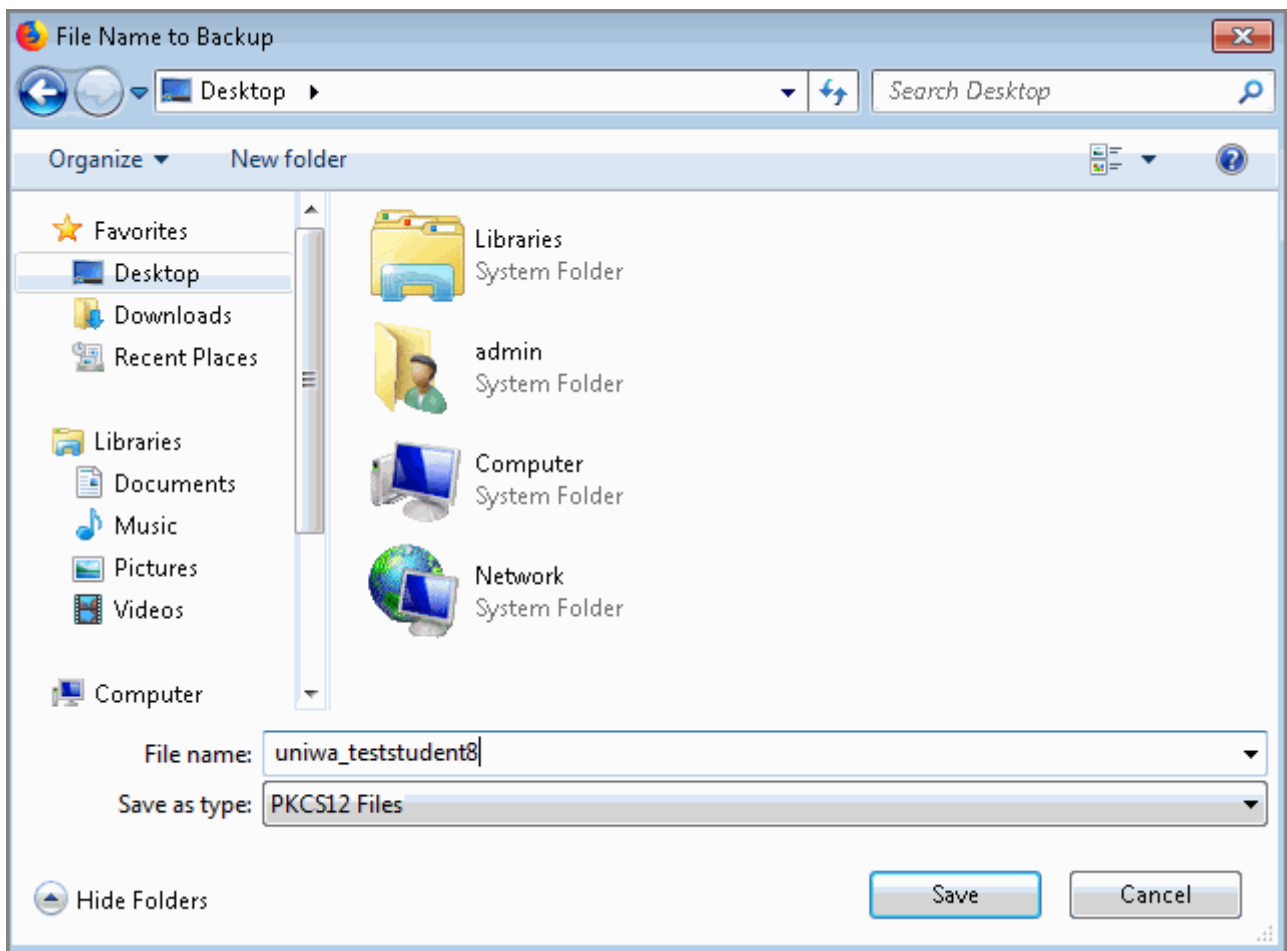 File Name to Backup
Desktop
Search Desktop
Organize
New folder
Favorites
Desktop
Downloads
Recent Places
Libraries
Documents
Music
Pictures
Videos
Computer
Libraries
System Folder
admin
System Folder
Computer
System Folder
Network
System Folder
File name: uniwa_teststudent8
Save as type: PKCS12 Files
Hide Folders
Save
Cancel